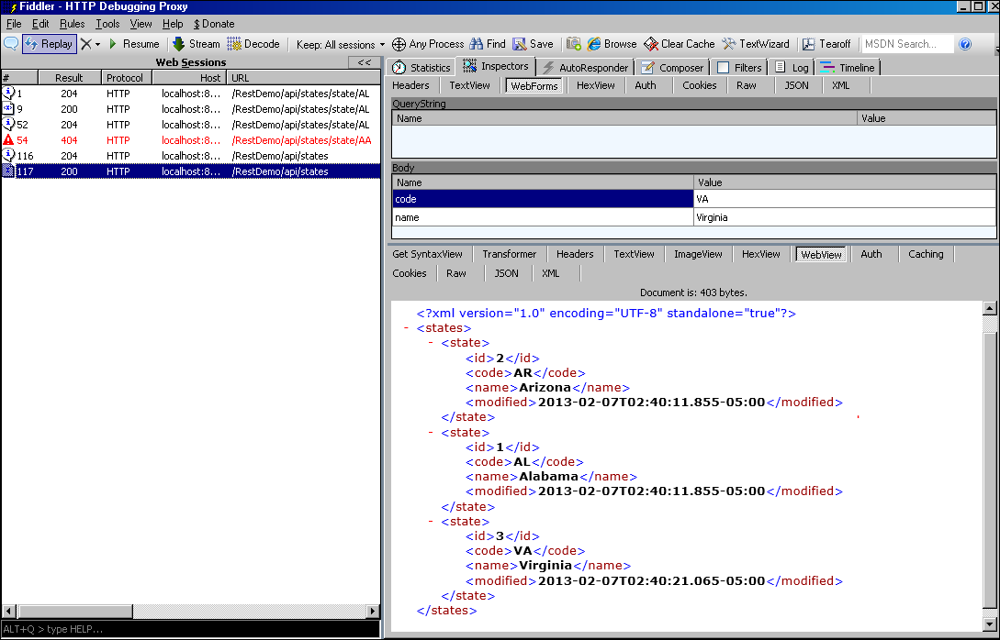 Fiddler - HTTP Debugging Proxy
File Edit Rules Tools View Help $ Donate
Replay Resume Stream Decode Keep: All sessions Any Process Find Save Browse Clear Cache TextWizard Tearoff MSDN Search...
Web Sessions <<
# Result Protocol Host URL
1 204 HTTP localhost:8... /RestDemo/api/states/state/AL
9 200 HTTP localhost:8... /RestDemo/api/states/state/AL
52 204 HTTP localhost:8... /RestDemo/api/states/state/AL
54 404 HTTP localhost:8... /RestDemo/api/states/state/AA
116 204 HTTP localhost:8... /RestDemo/api/states
117 200 HTTP localhost:8... /RestDemo/api/states
ALT+Q > type HELP...
Statistics Inspectors AutoResponder Composer Filters Log Timeline
Headers TextView WebForms HexView Auth Cookies Raw JSON XML
QueryString
Name Value
Body
Name Value
code VA
name Virginia
Get SyntaxView Transformer Headers TextView ImageView HexView WebView Auth Caching
Cookies Raw JSON XML
Document is: 403 bytes.
<?xml version="1.0" encoding="UTF-8" standalone="true"?>
- <states>
- <state>
<id>2</id>
<code>AR</code>
<name>Arizona</name>
<modified>2013-02-07T02:40:11.855-05:00</modified>
</state>
- <state>
<id>1</id>
<code>AL</code>
<name>Alabama</name>
<modified>2013-02-07T02:40:11.855-05:00</modified>
</state>
- <state>
<id>3</id>
<code>VA</code>
<name>Virginia</name>
<modified>2013-02-07T02:40:21.065-05:00</modified>
</state>
</states>